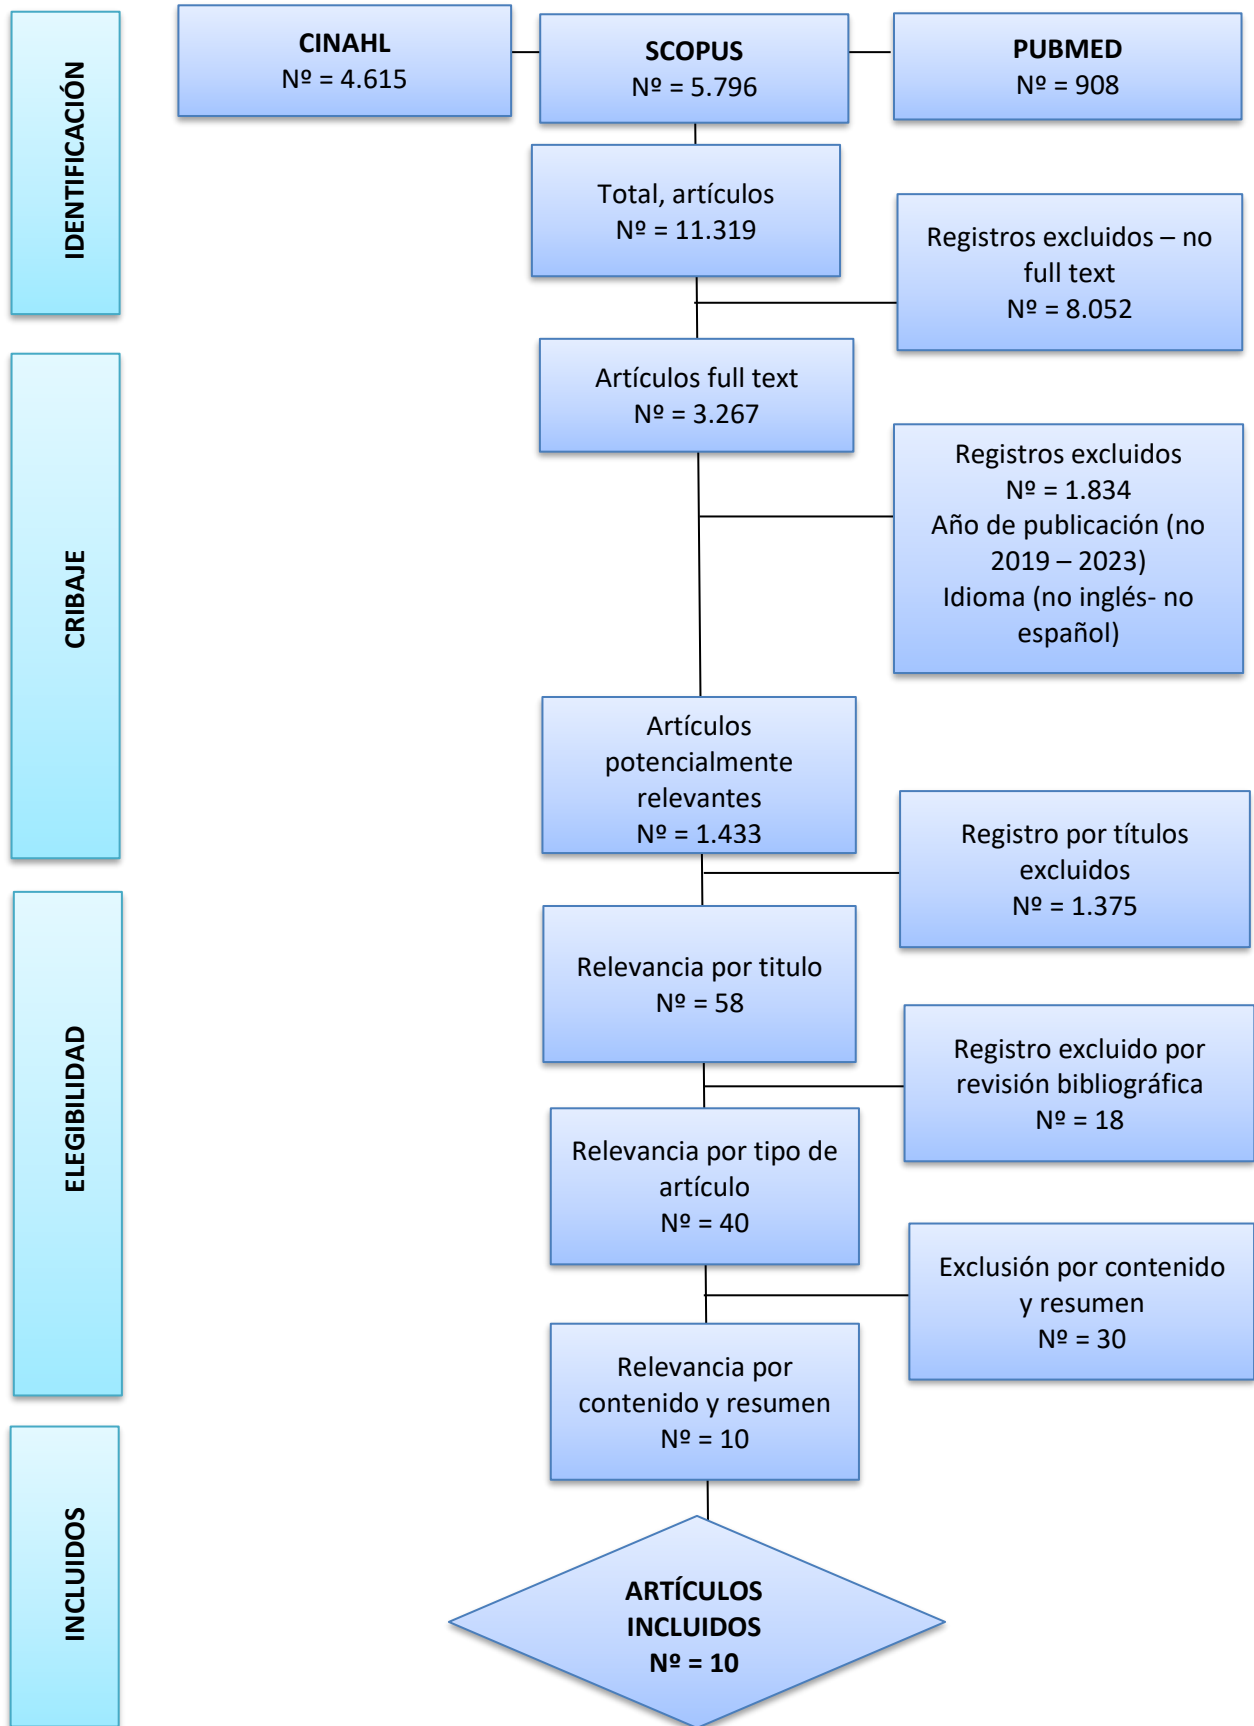 IDENTIFICACIÓN
CINAHL
Nº = 4.615
SCOPUS
Nº = 5.796
PUBMED
Nº = 908
Total, artículos
Nº = 11.319
Registros excluidos – no
full text
Nº = 8.052
CRIBAJE
Artículos full text
Nº = 3.267
Registros excluidos
Nº = 1.834
Año de publicación (no
2019 – 2023)
Idioma (no inglés- no
español)
Artículos
potencialmente
relevantes
Nº = 1.433
Registro por títulos
excluidos
Nº = 1.375
ELEGIBILIDAD
Relevancia por titulo
Nº = 58
Registro excluido por
revisión bibliográfica
Nº = 18
Relevancia por tipo de
artículo
Nº = 40
Exclusión por contenido
y resumen
Nº = 30
Relevancia por
contenido y resumen
Nº = 10
INCLUIDOS
ARTÍCULOS
INCLUIDOS
Nº = 10